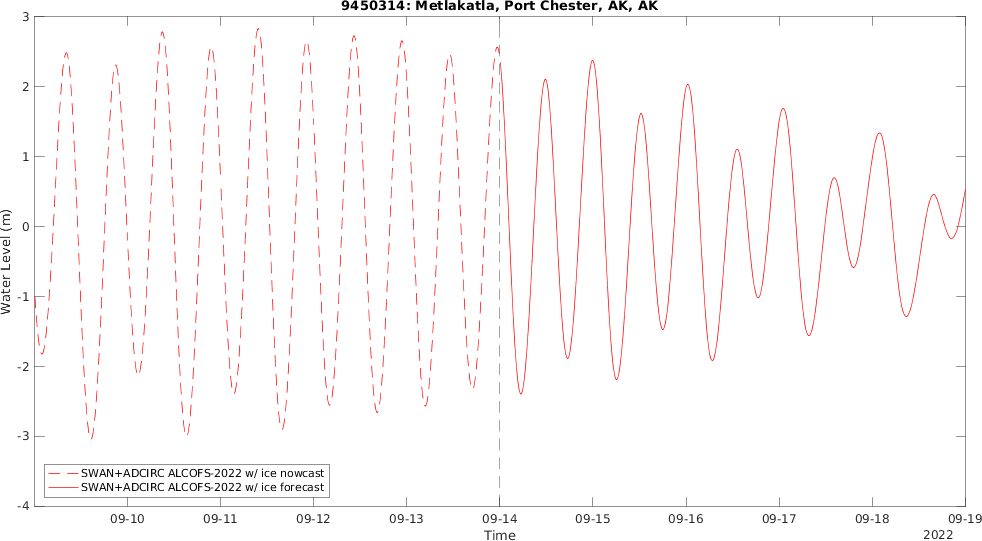 9450314: Metlakatla, Port Chester, AK, AK
3
2
1
0
-1
-2
-3
-4
Water Level (m)
SWAN+ADCIRC ALCOFS-2022 w/ ice nowcast
SWAN+ADCIRC ALCOFS-2022 w/ ice forecast
09-10 09-11 09-12 09-13 09-14 09-15 09-16 09-17 09-18 09-19
Time
2022